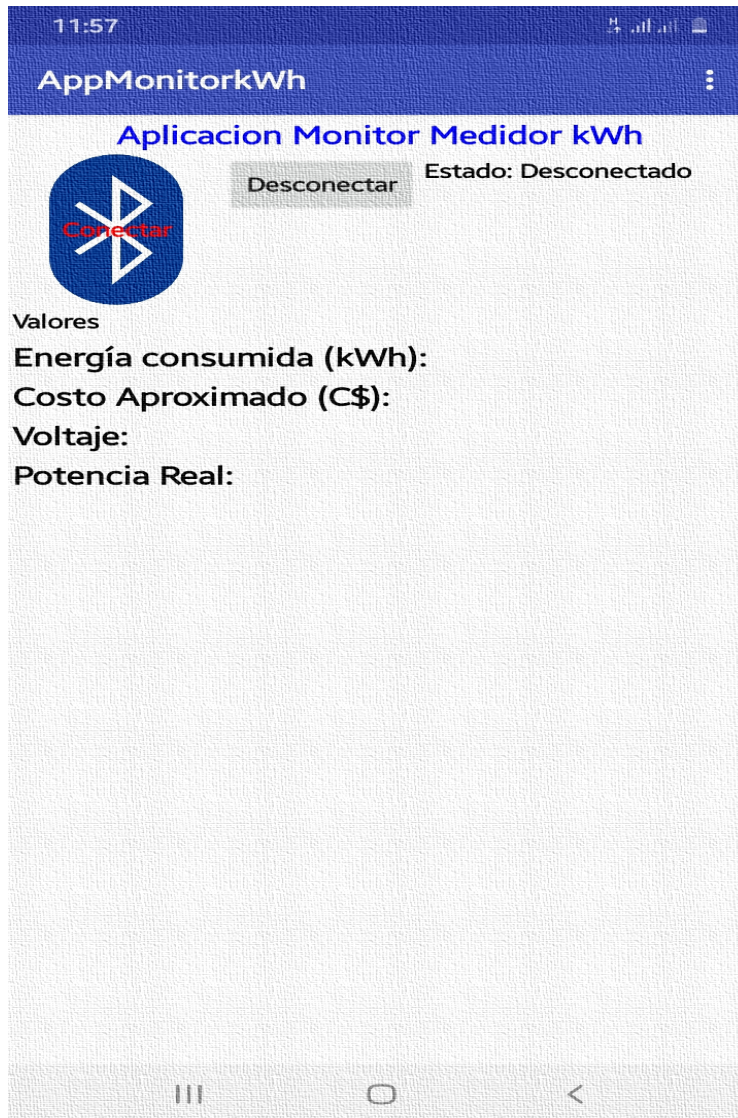 11:57
AppMonitorkWh
Aplicacion Monitor Medidor kWh
Conectar
Desconectar
Estado: Desconectado
Valores
Energía consumida (kWh):
Costo Aproximado (C$):
Voltaje:
Potencia Real: